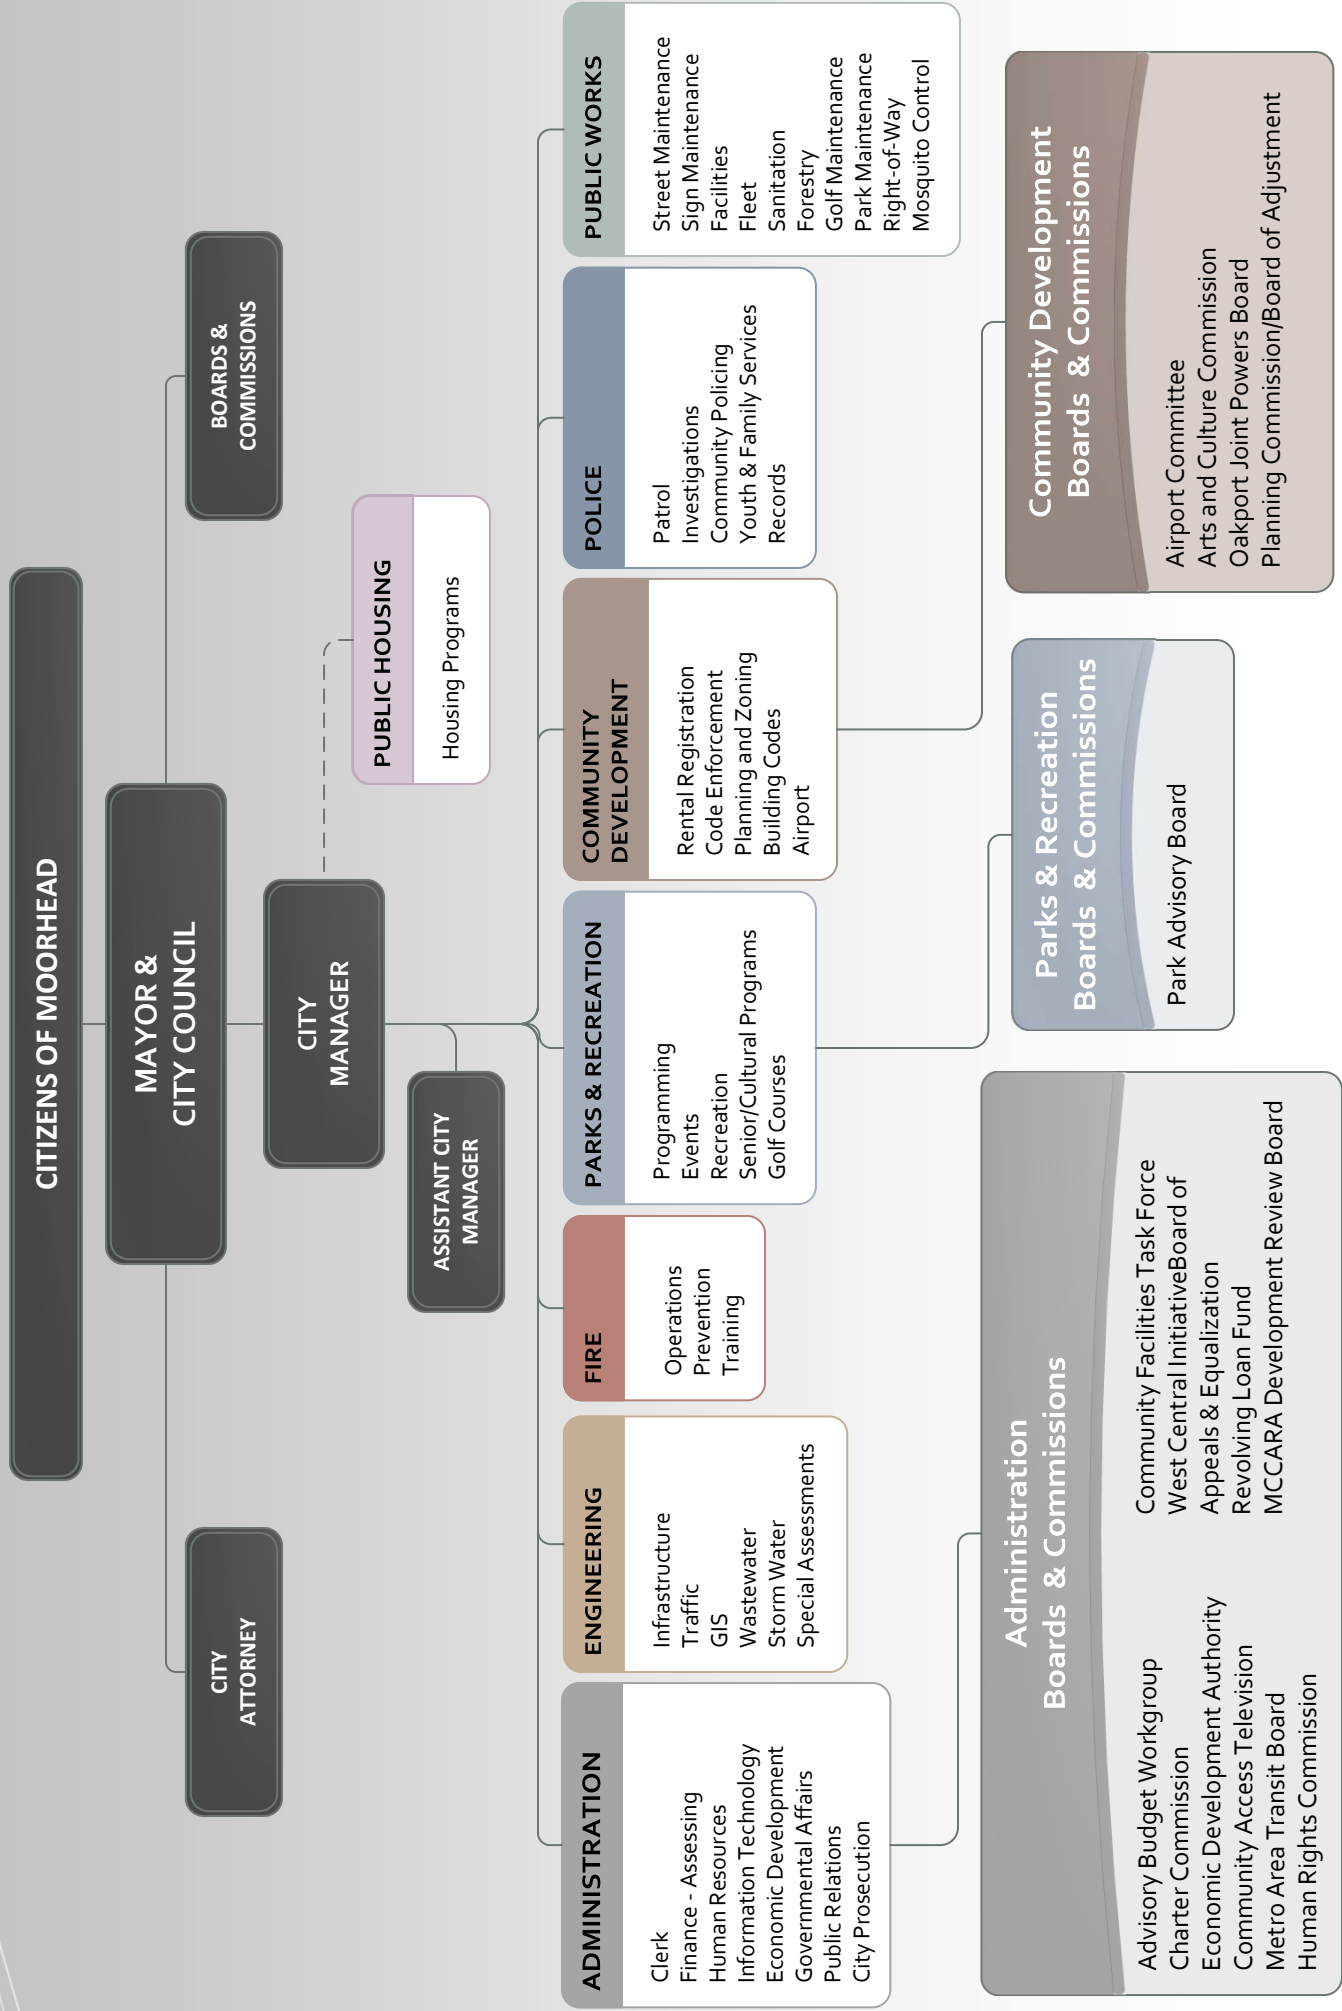 CITIZENS OF MOORHEAD
MAYOR &
CITY COUNCIL
CITY
ATTORNEY
BOARDS &
COMMISSIONS
CITY
MANAGER
PUBLIC HOUSING
Housing Programs
ASSISTANT CITY
MANAGER
ADMINISTRATION
Clerk
Finance - Assessing
Human Resources
Information Technology
Economic Development
Governmental Affairs
Public Relations
City Prosecution
ENGINEERING
Infrastructure
Traffic
GIS
Wastewater
Storm Water
Special Assessments
FIRE
Operations
Prevention
Training
PARKS & RECREATION
Programming
Events
Recreation
Senior/Cultural Programs
Golf Courses
COMMUNITY
DEVELOPMENT
Rental Registration
Code Enforcement
Planning and Zoning
Building Codes
Airport
POLICE
Patrol
Investigations
Community Policing
Youth & Family Services
Records
PUBLIC WORKS
Street Maintenance
Sign Maintenance
Facilities
Fleet
Sanitation
Forestry
Golf Maintenance
Park Maintenance
Right-of-Way
Mosquito Control
Administration
Boards & Commissions
Advisory Budget Workgroup
Charter Commission
Economic Development Authority
Community Access Television
Metro Area Transit Board
Human Rights Commission
Community Facilities Task Force
West Central InitiativeBoard of
Appeals & Equalization
Revolving Loan Fund
MCCARA Development Review Board
Parks & Recreation
Boards & Commissions
Park Advisory Board
Community Development
Boards & Commissions
Airport Committee
Arts and Culture Commission
Oakport Joint Powers Board
Planning Commission/Board of Adjustment